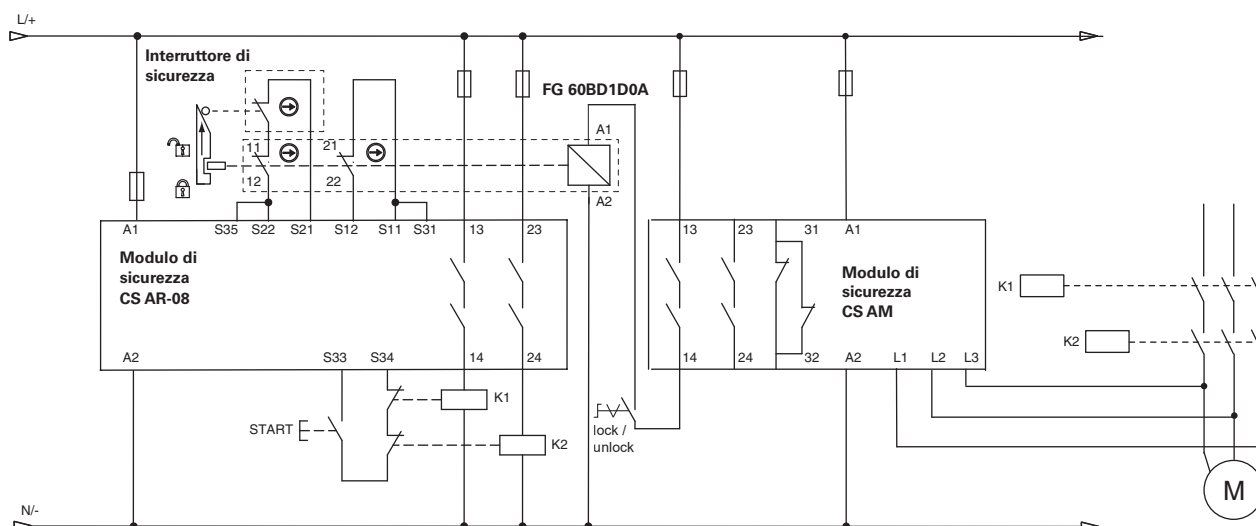 L/+
Interruttore di
sicurezza
FG 60BD1D0A
A1
11
21
12
22
A2
A1
S35
S22
S21
S12
S11
S31
13
23
13
23
31
A1
Modulo di
sicurezza
CS AR-08
Modulo di
sicurezza
CS AM
K1
K2
A2
S33
S34
14
24
14
24
32
A2
L1
L2
L3
K1
START
K2
lock /
unlock
M
N/-